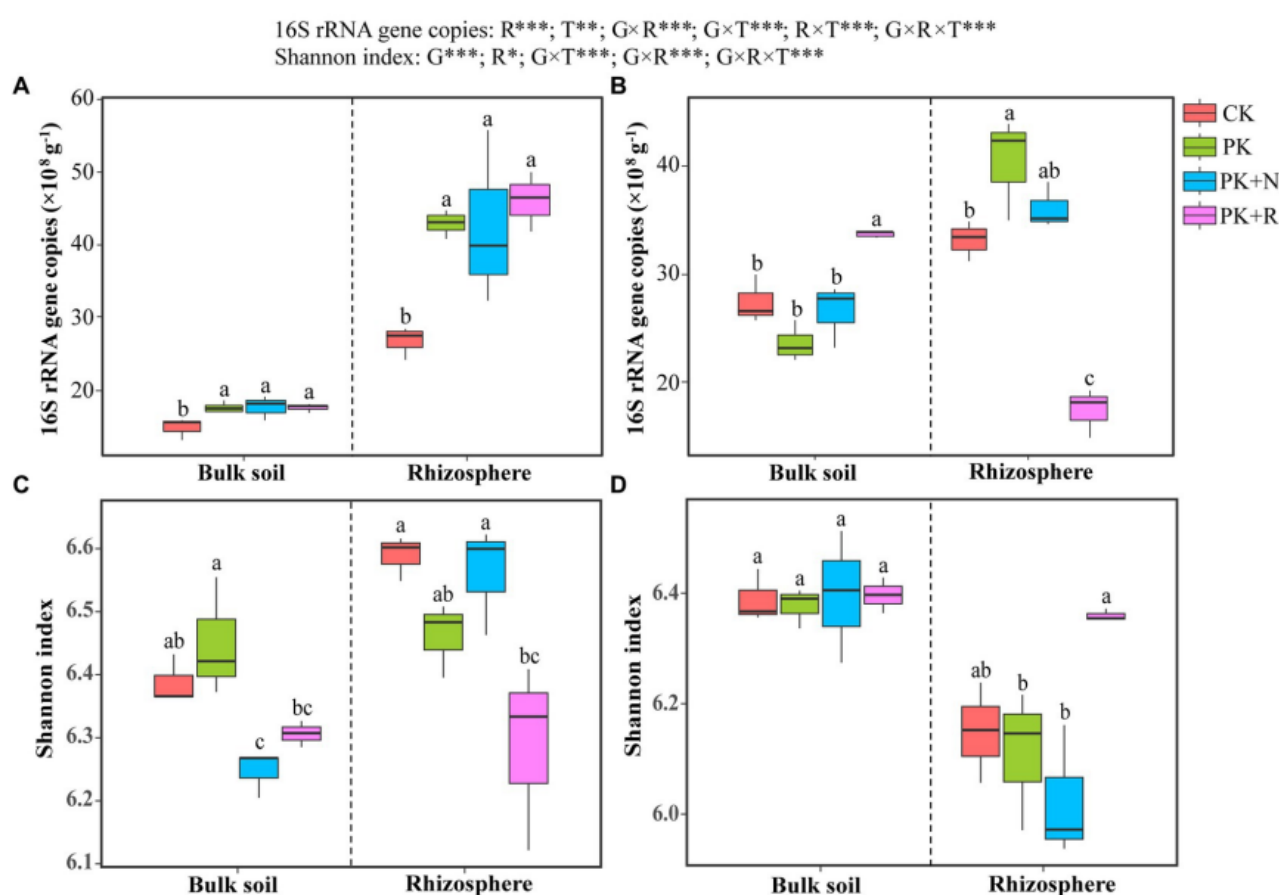 16S rRNA gene copies: R***; T**; G×R***; G×T***; R×T***; G×R×T***
Shannon index: G***; R*; G×T***; G×R***; G×R×T***
A
16S rRNA gene copies (×10⁸ g⁻¹)
60
50
40
30
20
b
a
a
a
b
a
a
a
Bulk soil
Rhizosphere
B
16S rRNA gene copies (×10⁸ g⁻¹)
40
30
20
b
b
b
a
b
a
ab
c
Bulk soil
Rhizosphere
CK
PK
PK+N
PK+R
C
Shannon index
6.6
6.5
6.4
6.3
6.2
6.1
ab
a
c
bc
a
ab
a
bc
Bulk soil
Rhizosphere
D
Shannon index
6.4
6.2
6.0
a
a
a
a
ab
b
b
a
Bulk soil
Rhizosphere